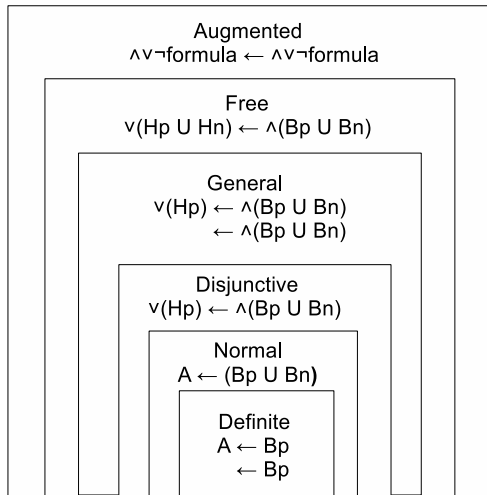 Augmented
∧∨¬formula ← ∧∨¬formula
Free
∨(Hp U Hn) ← ∧(Bp U Bn)
General
∨(Hp) ← ∧(Bp U Bn)
← ∧(Bp U Bn)
Disjunctive
∨(Hp) ← ∧(Bp U Bn)
Normal
A ← (Bp U Bn)
Definite
A ← Bp
← Bp